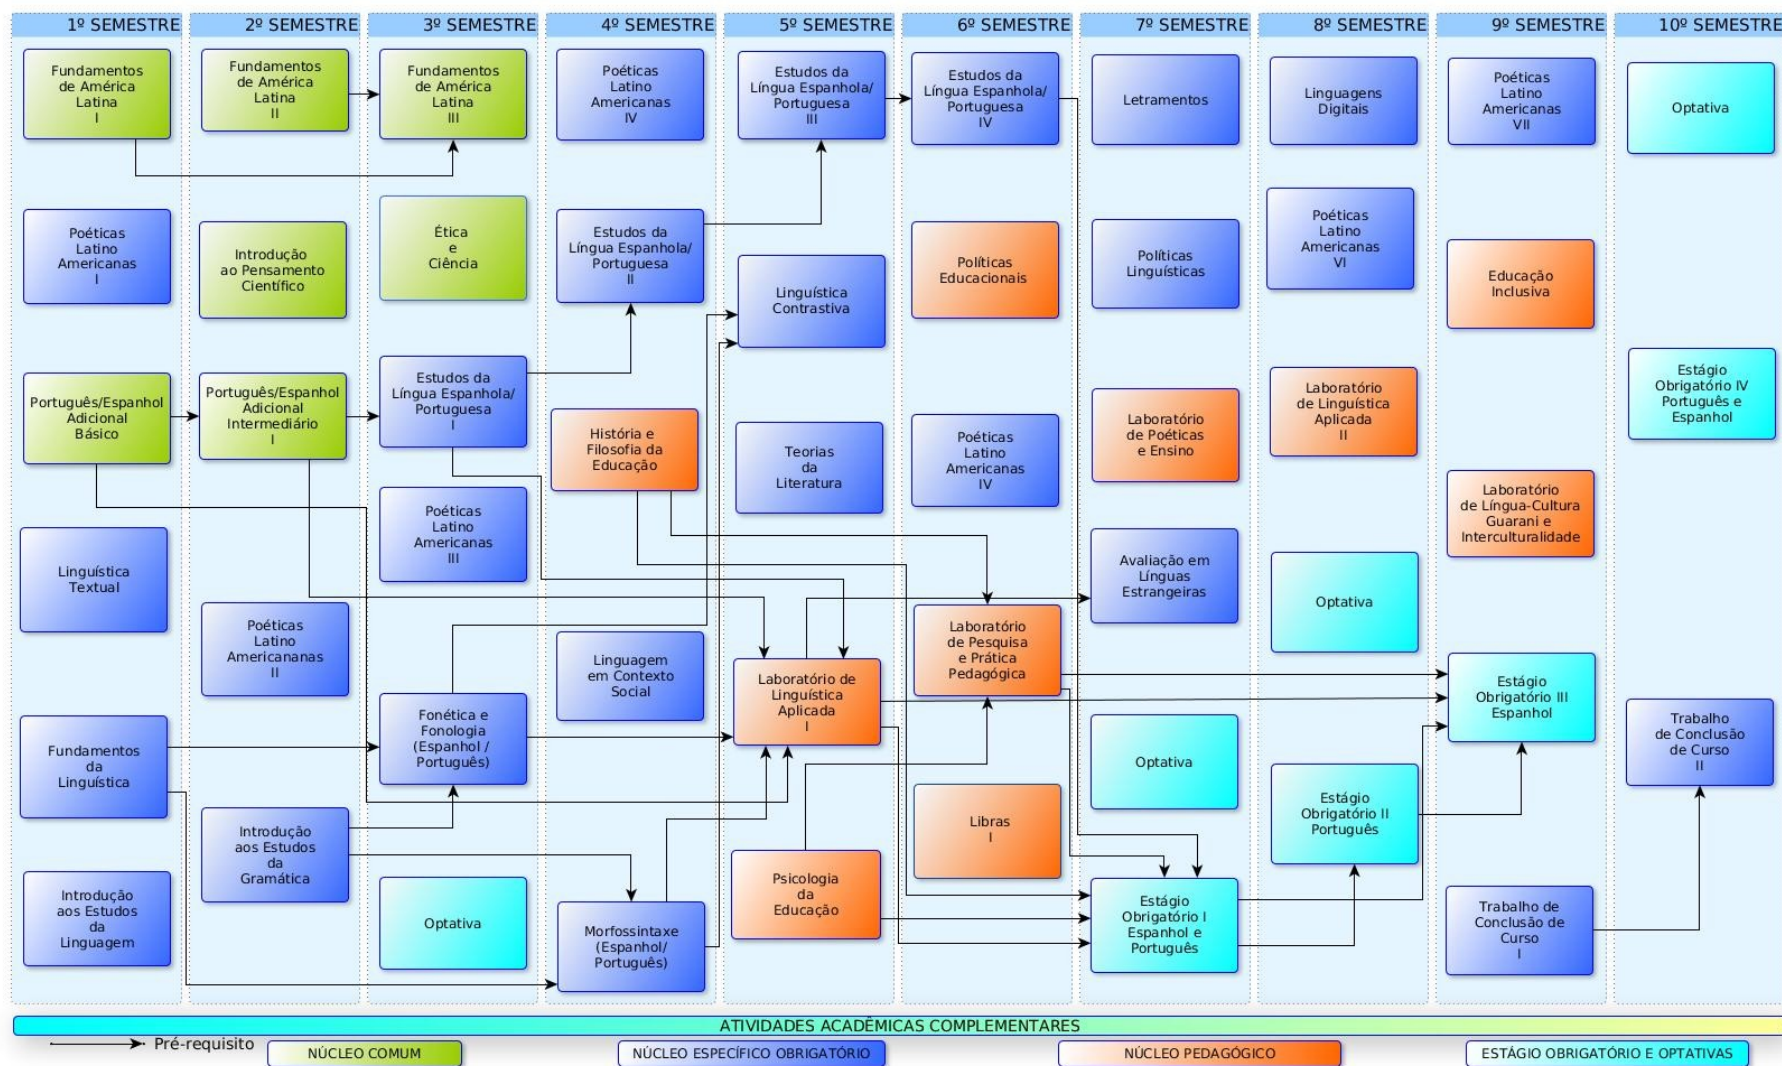 1º SEMESTRE
Fundamentos
de América
Latina
I
Poéticas
Latino
Americanas
I
Português/Espanhol
Adicional
Básico
Linguística
Textual
Fundamentos
da
Linguística
Introdução
aos Estudos
da
Linguagem
2º SEMESTRE
Fundamentos
de América
Latina
II
Introdução
ao Pensamento
Científico
Português/Espanhol
Adicional
Intermediário
I
Poéticas
Latino
Americananas
II
Introdução
aos Estudos
da
Gramática
3º SEMESTRE
Fundamentos
de América
Latina
III
Ética
e
Ciência
Estudos da
Língua Espanhola/
Portuguesa
I
Poéticas
Latino
Americanas
III
Fonética e
Fonologia
(Espanhol /
Português)
Optativa
4º SEMESTRE
Poéticas
Latino
Americanas
IV
Estudos da
Língua Espanhola/
Portuguesa
II
História e
Filosofia da
Educação
Linguagem
em Contexto
Social
Morfossintaxe
(Espanhol/
Português)
5º SEMESTRE
Estudos da
Língua Espanhola/
Portuguesa
III
Linguística
Contrastiva
Teorias
da
Literatura
Laboratório de
Linguística
Aplicada
I
Psicologia
da
Educação
6º SEMESTRE
Estudos da
Língua Espanhola/
Portuguesa
IV
Políticas
Educacionais
Poéticas
Latino
Americanas
IV
Laboratório
de Pesquisa
e Prática
Pedagógica
Libras
I
7º SEMESTRE
Letramentos
Políticas
Linguísticas
Laboratório
de Poéticas
e Ensino
Avaliação em
Línguas
Estrangeiras
Optativa
Estágio
Obrigatório I
Espanhol e
Português
8º SEMESTRE
Linguagens
Digitais
Poéticas
Latino
Americanas
VI
Laboratório
de Linguística
Aplicada
II
Optativa
Estágio
Obrigatório II
Português
9º SEMESTRE
Poéticas
Latino
Americanas
VII
Educação
Inclusiva
Laboratório
de Língua-Cultura
Guarani e
Interculturalidade
Estágio
Obrigatório III
Espanhol
Trabalho de
Conclusão de
Curso
I
10º SEMESTRE
Optativa
Estágio
Obrigatório IV
Português e
Espanhol
Trabalho
de Conclusão
de Curso
II
ATIVIDADES ACADÊMICAS COMPLEMENTARES
Pré-requisito
NÚCLEO COMUM
NÚCLEO ESPECÍFICO OBRIGATÓRIO
NÚCLEO PEDAGÓGICO
ESTÁGIO OBRIGATÓRIO E OPTATIVAS